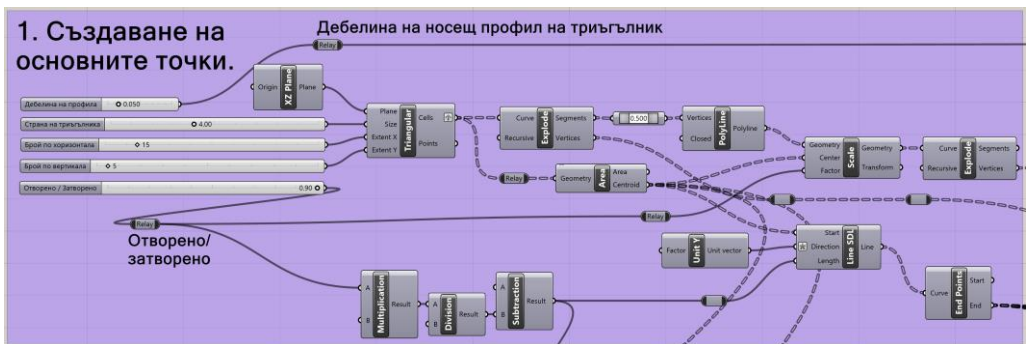 1. Създаване на
основните точки.
Дебелина на носещ профил на триъгълник
Relay
Origin
XZ Plane
Plane
Дебелина на профила
0.050
Страна на триъгълника
4.00
Брой по хоризонтала
15
Брой по вертикала
5
Отворено / Затворено
0.90
Plane
Size
Extent X
Extent Y
Triangular
Cells
Points
Curve
Recursive
Explode
Segments
Vertices
0.500
Vertices
Closed
PolyLine
Polyline
Geometry
Center
Factor
Scale
Geometry
Transform
Curve
Recursive
Explode
Segments
Vertices
Relay
Geometry
Area
Area
Centroid
Relay
Relay
Отворено/
затворено
Factor
Unit Y
Unit vector
Start
Direction
Length
Line SDL
Line
A
B
Multiplication
Result
A
B
Division
Result
A
B
Subtraction
Result
Curve
End Points
Start
End